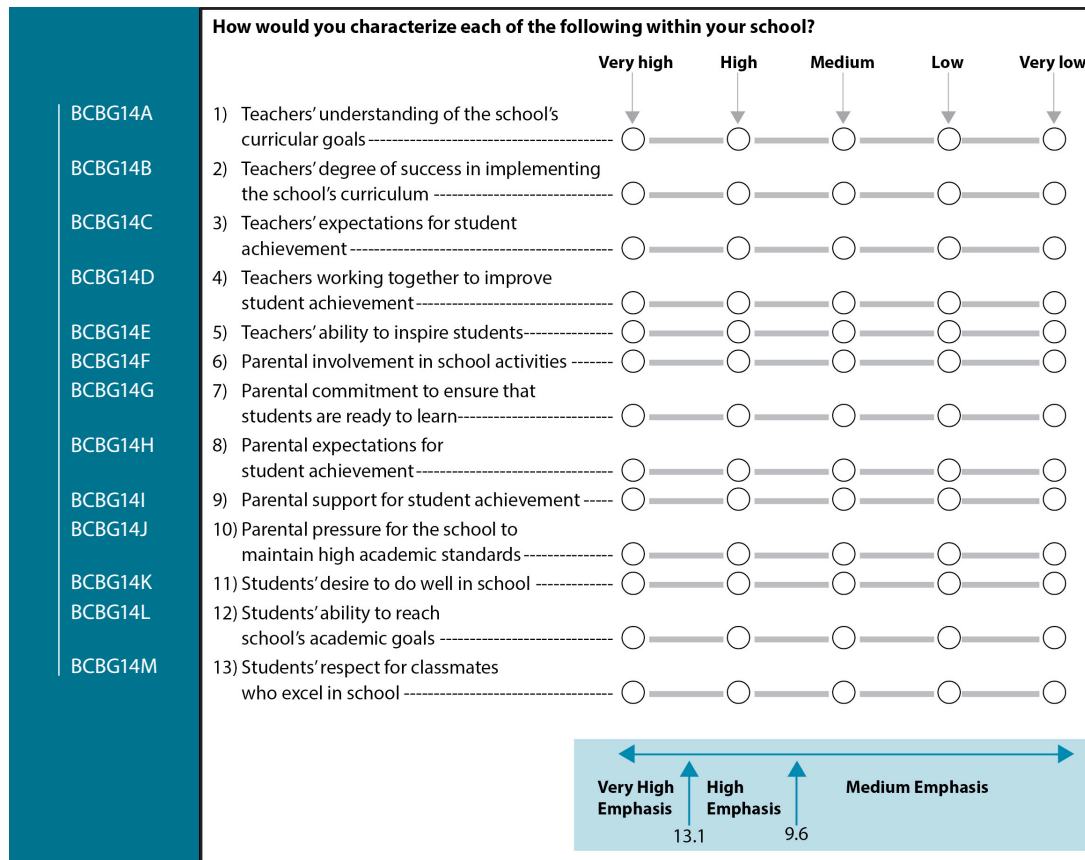 How would you characterize each of the following within your school?
Very high High Medium Low Very low
BCBG14A 1) Teachers’ understanding of the school’s
curricular goals
BCBG14B 2) Teachers’ degree of success in implementing
the school’s curriculum
BCBG14C 3) Teachers’ expectations for student
achievement
BCBG14D 4) Teachers working together to improve
student achievement
BCBG14E 5) Teachers’ ability to inspire students
BCBG14F 6) Parental involvement in school activities
BCBG14G 7) Parental commitment to ensure that
students are ready to learn
BCBG14H 8) Parental expectations for
student achievement
BCBG14I 9) Parental support for student achievement
BCBG14J 10) Parental pressure for the school to
maintain high academic standards
BCBG14K 11) Students’ desire to do well in school
BCBG14L 12) Students’ ability to reach
school’s academic goals
BCBG14M 13) Students’ respect for classmates
who excel in school
Very High High Medium Emphasis
Emphasis Emphasis
13.1 9.6